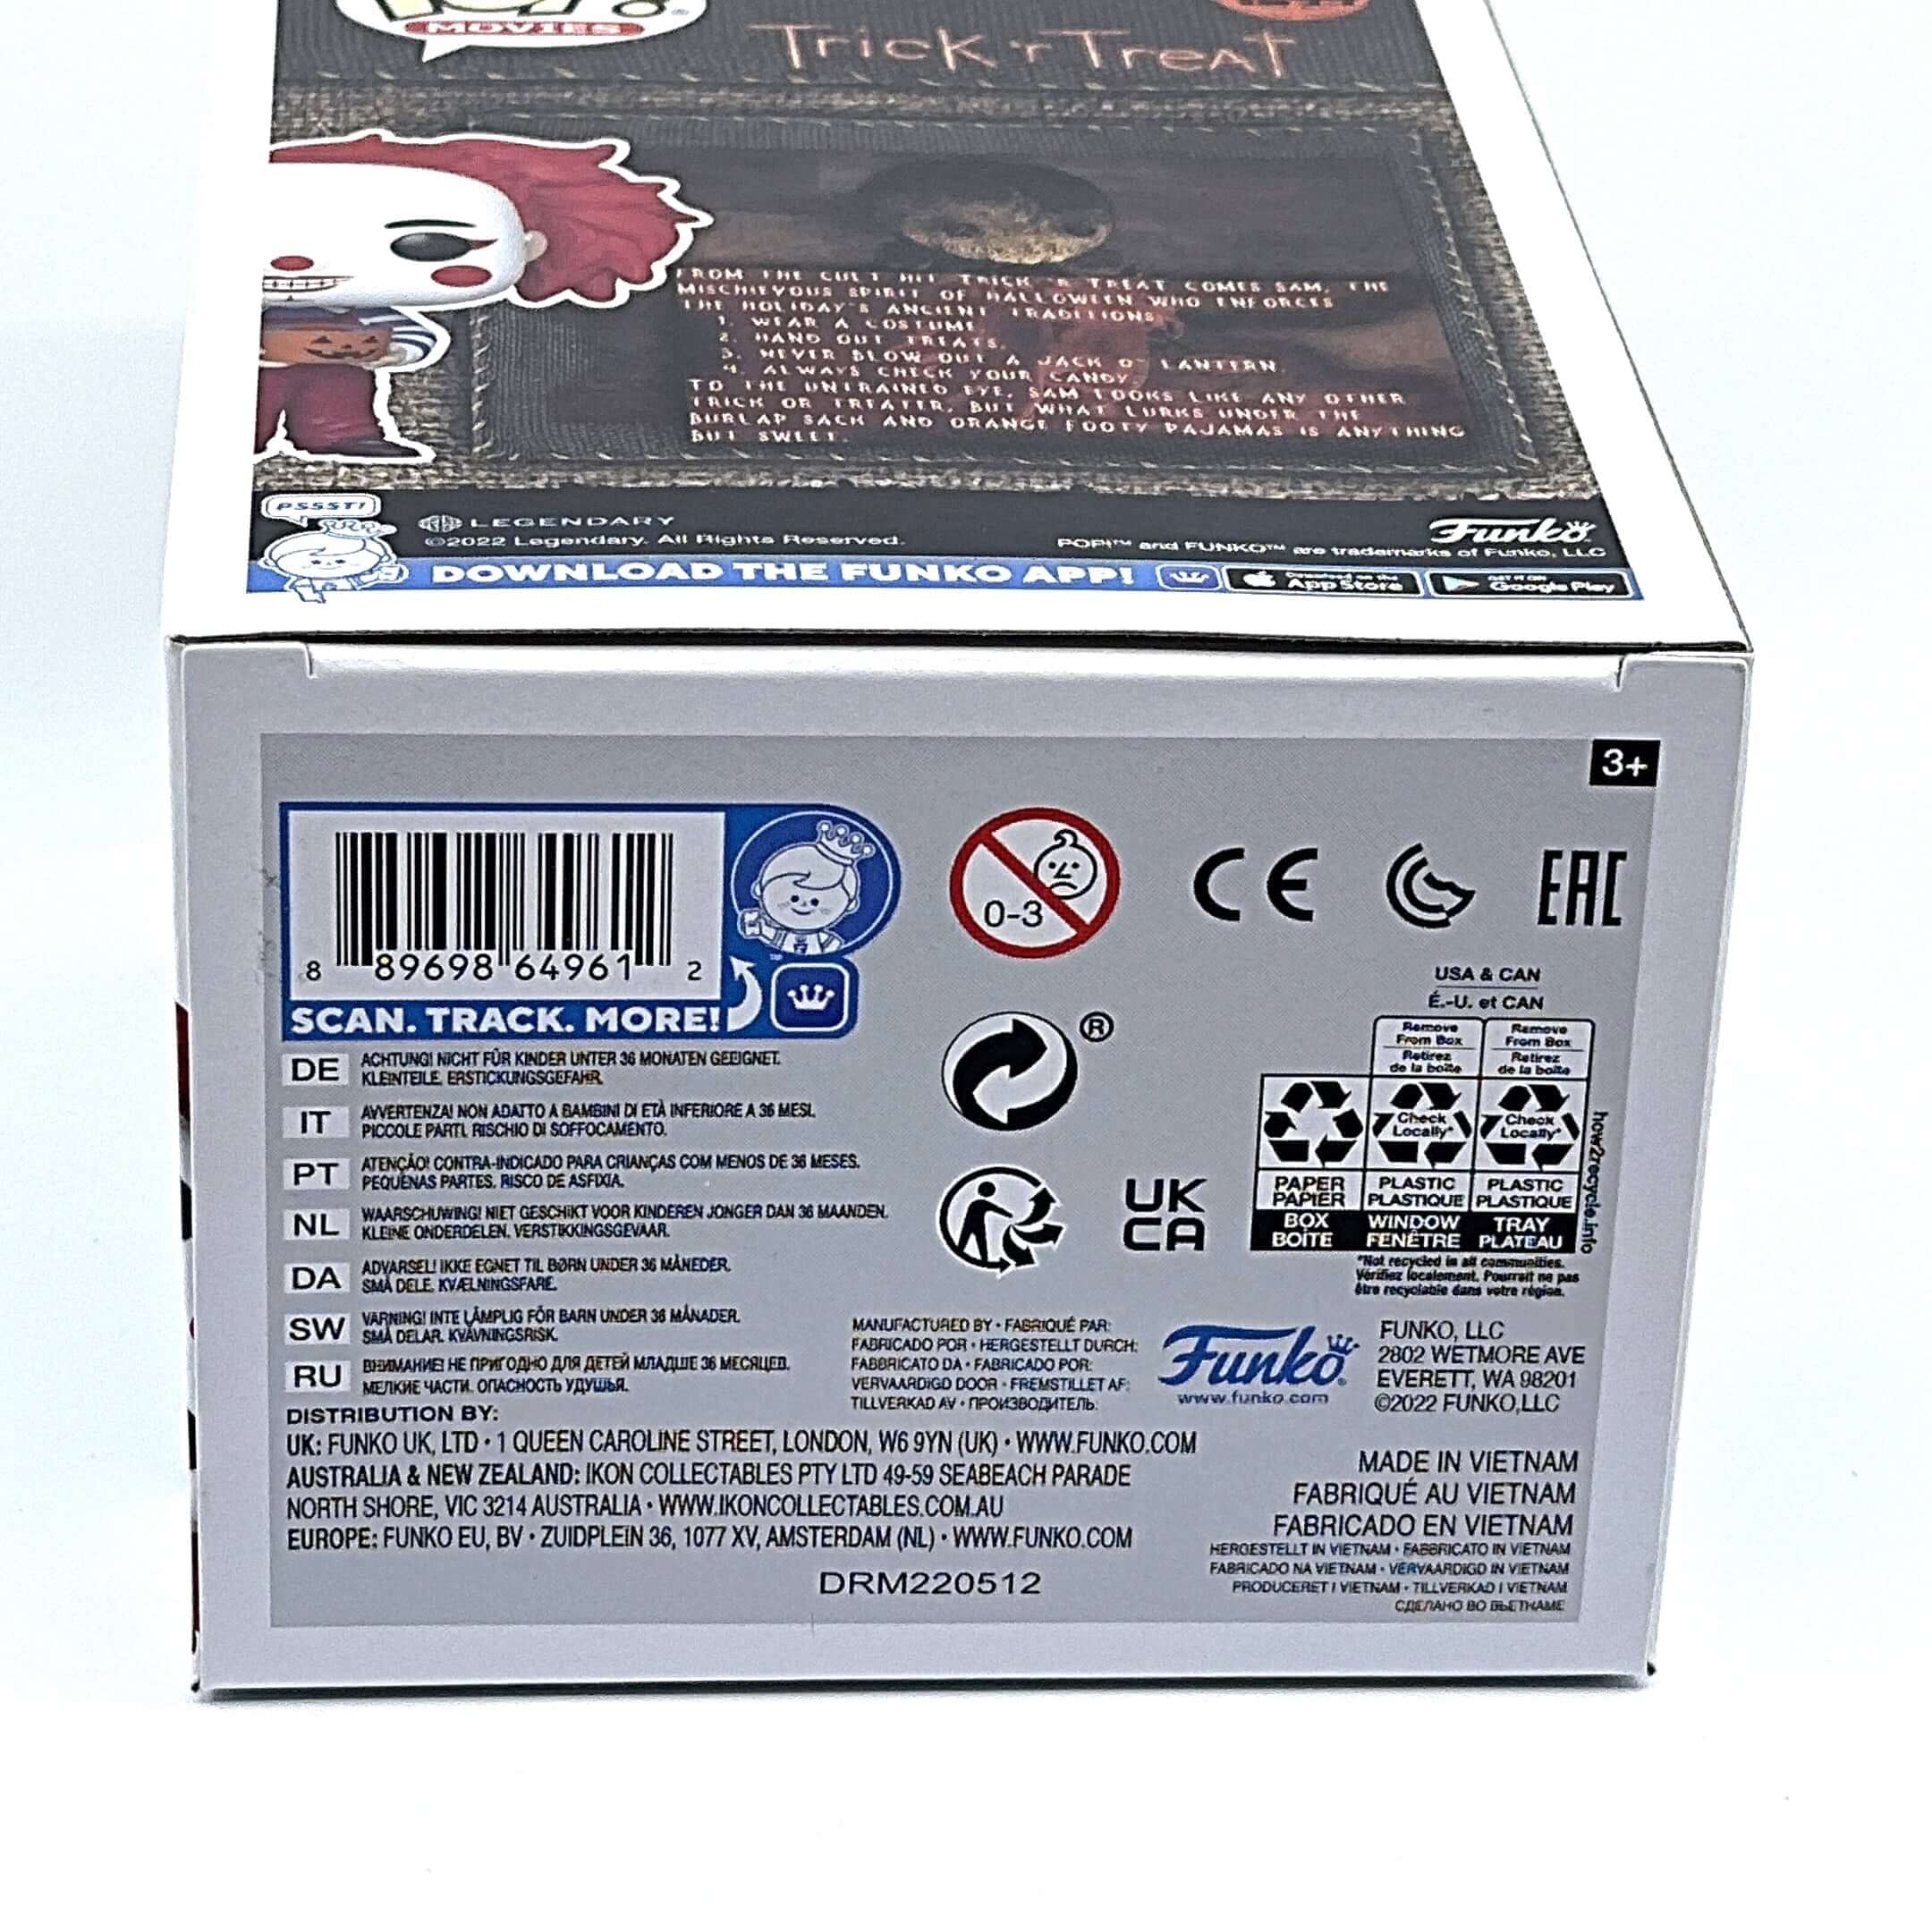 MOVIES
Trick 'r Treat
FROM THE CULT HIT TRICK R TREAT COMES SAM, THE
MISCHIEVOUS SPIRIT OF HALLOWEEN WHO ENFORCES
THE HOLIDAY'S ANCIENT TRADITIONS
1. WEAR A COSTUME
2. HAND OUT TREATS.
3. NEVER BLOW OUT A JACK O' LANTERN
4. ALWAYS CHECK YOUR CANDY.
TO THE UNTRAINED EYE, SAM LOOKS LIKE ANY OTHER
TRICK OR TREATER, BUT WHAT LURKS UNDER THE
BURLAP SACK AND ORANGE FOOTY PAJAMAS IS ANYTHING
BUT SWEET.
PSSST!
LEGENDARY
©2022 Legendary. All Rights Reserved.
Funko
POP!™ and FUNKO™ are trademarks of Funko, LLC
DOWNLOAD THE FUNKO APP!
Download on the
App Store
GET IT ON
Google Play
3+
8 89698 64961 2
SCAN. TRACK. MORE!
0-3
CE
EAC
USA & CAN
É.-U. et CAN
Remove
From Box
Retirez
de la boîte
Remove
From Box
Retirez
de la boîte
Check
Locally*
Check
Locally*
PAPER
PAPIER
PLASTIC
PLASTIQUE
PLASTIC
PLASTIQUE
BOX
BOÎTE
WINDOW
FENÊTRE
TRAY
PLATEAU
how2recycle.info
*Not recycled in all communities.
Vérifiez localement. Pourrait ne pas
être recyclable dans votre région.
®
UK
CA
DE ACHTUNG! NICHT FÜR KINDER UNTER 36 MONATEN GEEIGNET.
KLEINTEILE. ERSTICKUNGSGEFAHR.
IT AVVERTENZA! NON ADATTO A BAMBINI DI ETÀ INFERIORE A 36 MESI.
PICCOLE PARTI. RISCHIO DI SOFFOCAMENTO.
PT ATENÇÃO! CONTRA-INDICADO PARA CRIANÇAS COM MENOS DE 36 MESES.
PEQUENAS PARTES. RISCO DE ASFIXIA.
NL WAARSCHUWING! NIET GESCHIKT VOOR KINDEREN JONGER DAN 36 MAANDEN.
KLEINE ONDERDELEN. VERSTIKKINGSGEVAAR.
DA ADVARSEL! IKKE EGNET TIL BØRN UNDER 36 MÅNEDER.
SMÅ DELE. KVÆLNINGSFARE.
SW VARNING! INTE LÄMPLIG FÖR BARN UNDER 36 MÅNADER.
SMÅ DELAR. KVÄVNINGSRISK.
RU ВНИМАНИЕ! НЕ ПРИГОДНО ДЛЯ ДЕТЕЙ МЛАДШЕ 36 МЕСЯЦЕВ.
МЕЛКИЕ ЧАСТИ. ОПАСНОСТЬ УДУШЬЯ.
MANUFACTURED BY • FABRIQUÉ PAR:
FABRICADO POR • HERGESTELLT DURCH:
FABBRICATO DA • FABRICADO POR:
VERVAARDIGD DOOR • FREMSTILLET AF:
TILLVERKAD AV • ПРОИЗВОДИТЕЛЬ:
Funko
www.funko.com
FUNKO, LLC
2802 WETMORE AVE
EVERETT, WA 98201
©2022 FUNKO,LLC
DISTRIBUTION BY:
UK: FUNKO UK, LTD • 1 QUEEN CAROLINE STREET, LONDON, W6 9YN (UK) • WWW.FUNKO.COM
AUSTRALIA & NEW ZEALAND: IKON COLLECTABLES PTY LTD 49-59 SEABEACH PARADE
NORTH SHORE, VIC 3214 AUSTRALIA • WWW.IKONCOLLECTABLES.COM.AU
EUROPE: FUNKO EU, BV • ZUIDPLEIN 36, 1077 XV, AMSTERDAM (NL) • WWW.FUNKO.COM
DRM220512
MADE IN VIETNAM
FABRIQUÉ AU VIETNAM
FABRICADO EN VIETNAM
HERGESTELLT IN VIETNAM • FABBRICATO IN VIETNAM
FABRICADO NA VIETNAM • VERVAARDIGD IN VIETNAM
PRODUCERET I VIETNAM • TILLVERKAD I VIETNAM
СДЕЛАНО ВО ВЬЕТНАМЕ